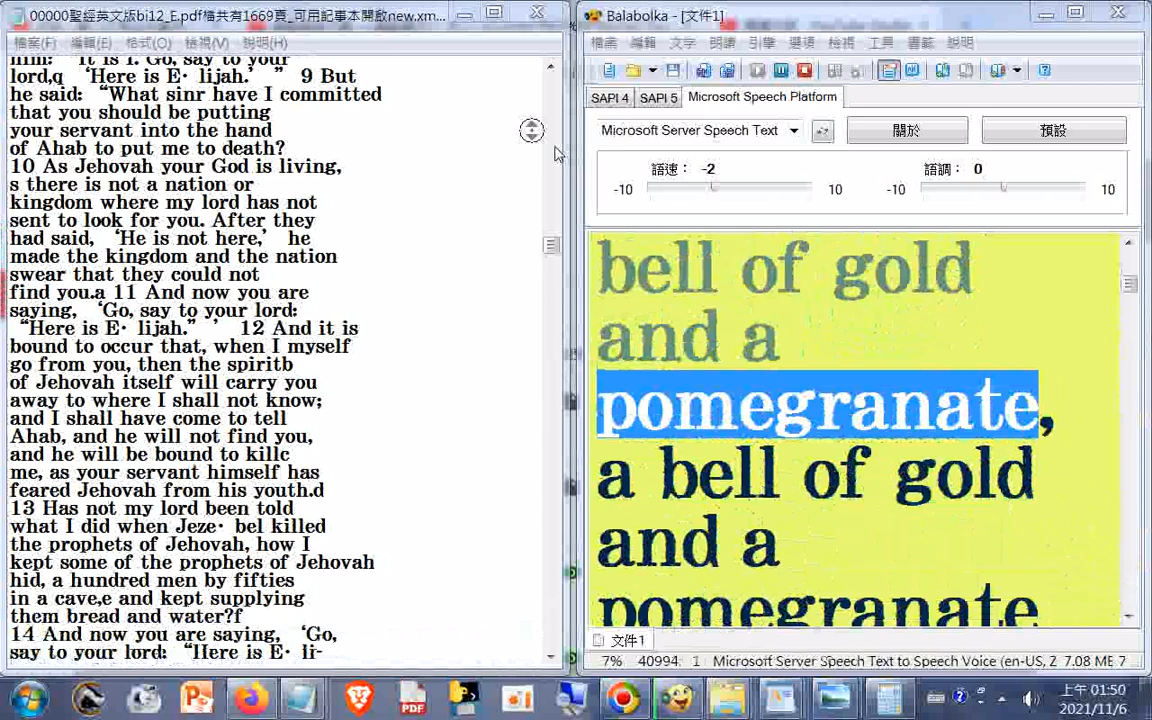 00000聖經英文版bi12_E.pdf檔共有1669頁_可用記事本開啟new.xm...
檔案(F) 編輯(E) 格式(O) 檢視(V) 說明(H)
him: “It is I. Go, say to your
lord,q ‘Here is E· lijah.’ ” 9 But
he said: “What sinr have I committed
that you should be putting
your servant into the hand
of Ahab to put me to death?
10 As Jehovah your God is living,
s there is not a nation or
kingdom where my lord has not
sent to look for you. After they
had said, ‘He is not here,’ he
made the kingdom and the nation
swear that they could not
find you.a 11 And now you are
saying, ‘Go, say to your lord:
“Here is E· lijah.” ’ 12 And it is
bound to occur that, when I myself
go from you, then the spiritb
of Jehovah itself will carry you
away to where I shall not know;
and I shall have come to tell
Ahab, and he will not find you,
and he will be bound to killc
me, as your servant himself has
feared Jehovah from his youth.d
13 Has not my lord been told
what I did when Jeze· bel killed
the prophets of Jehovah, how I
kept some of the prophets of Jehovah
hid, a hundred men by fifties
in a cave,e and kept supplying
them bread and water?f
14 And now you are saying, ‘Go,
say to your lord: “Here is E· li-
Balabolka - [文件1]
檔案 編輯 文字 朗讀 引擎 選項 檢視 工具 書籤 說明
SAPI 4 SAPI 5 Microsoft Speech Platform
Microsoft Server Speech Text 關於 預設
語速： -2 語調： 0
-10 10 -10 10
bell of gold
and a
pomegranate,
a bell of gold
and a
pomegranate
文件1
7% 40994: 1 Microsoft Server Speech Text to Speech Voice (en-US, Z 7.08 ME 7
PDF
上午 01:50
2021/11/6